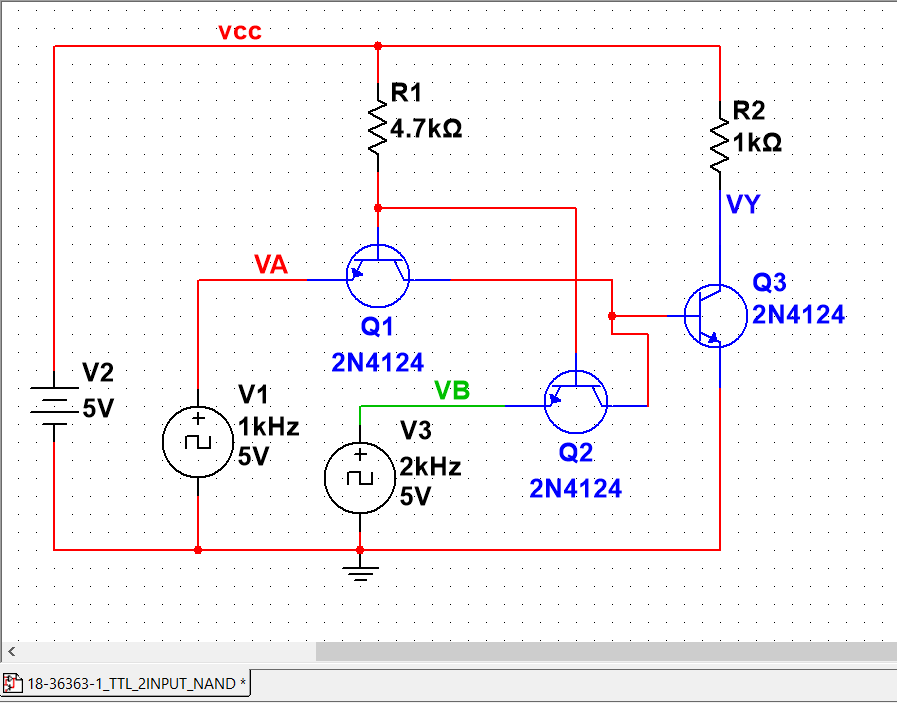 vcc
R1
4.7kΩ
R2
1kΩ
VY
VA
Q1
2N4124
Q3
2N4124
V2
5V
V1
1kHz
5V
VB
V3
2kHz
5V
Q2
2N4124
18-36363-1_TTL_2INPUT_NAND *